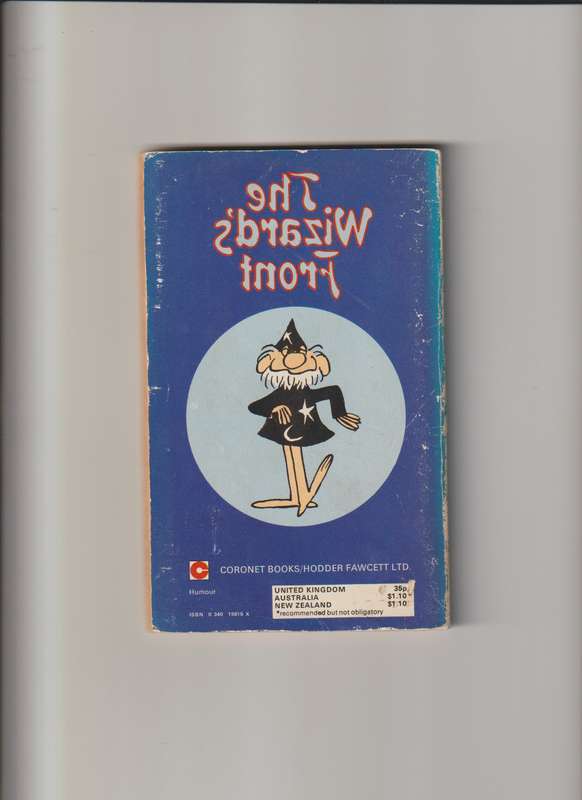 The
Wizard's
Front
C
CORONET BOOKS/HODDER FAWCETT LTD.
Humour
UNITED KINGDOM 35p
AUSTRALIA $1.10*
NEW ZEALAND $1.10
*recommended but not obligatory
ISBN 0 340 19819 X